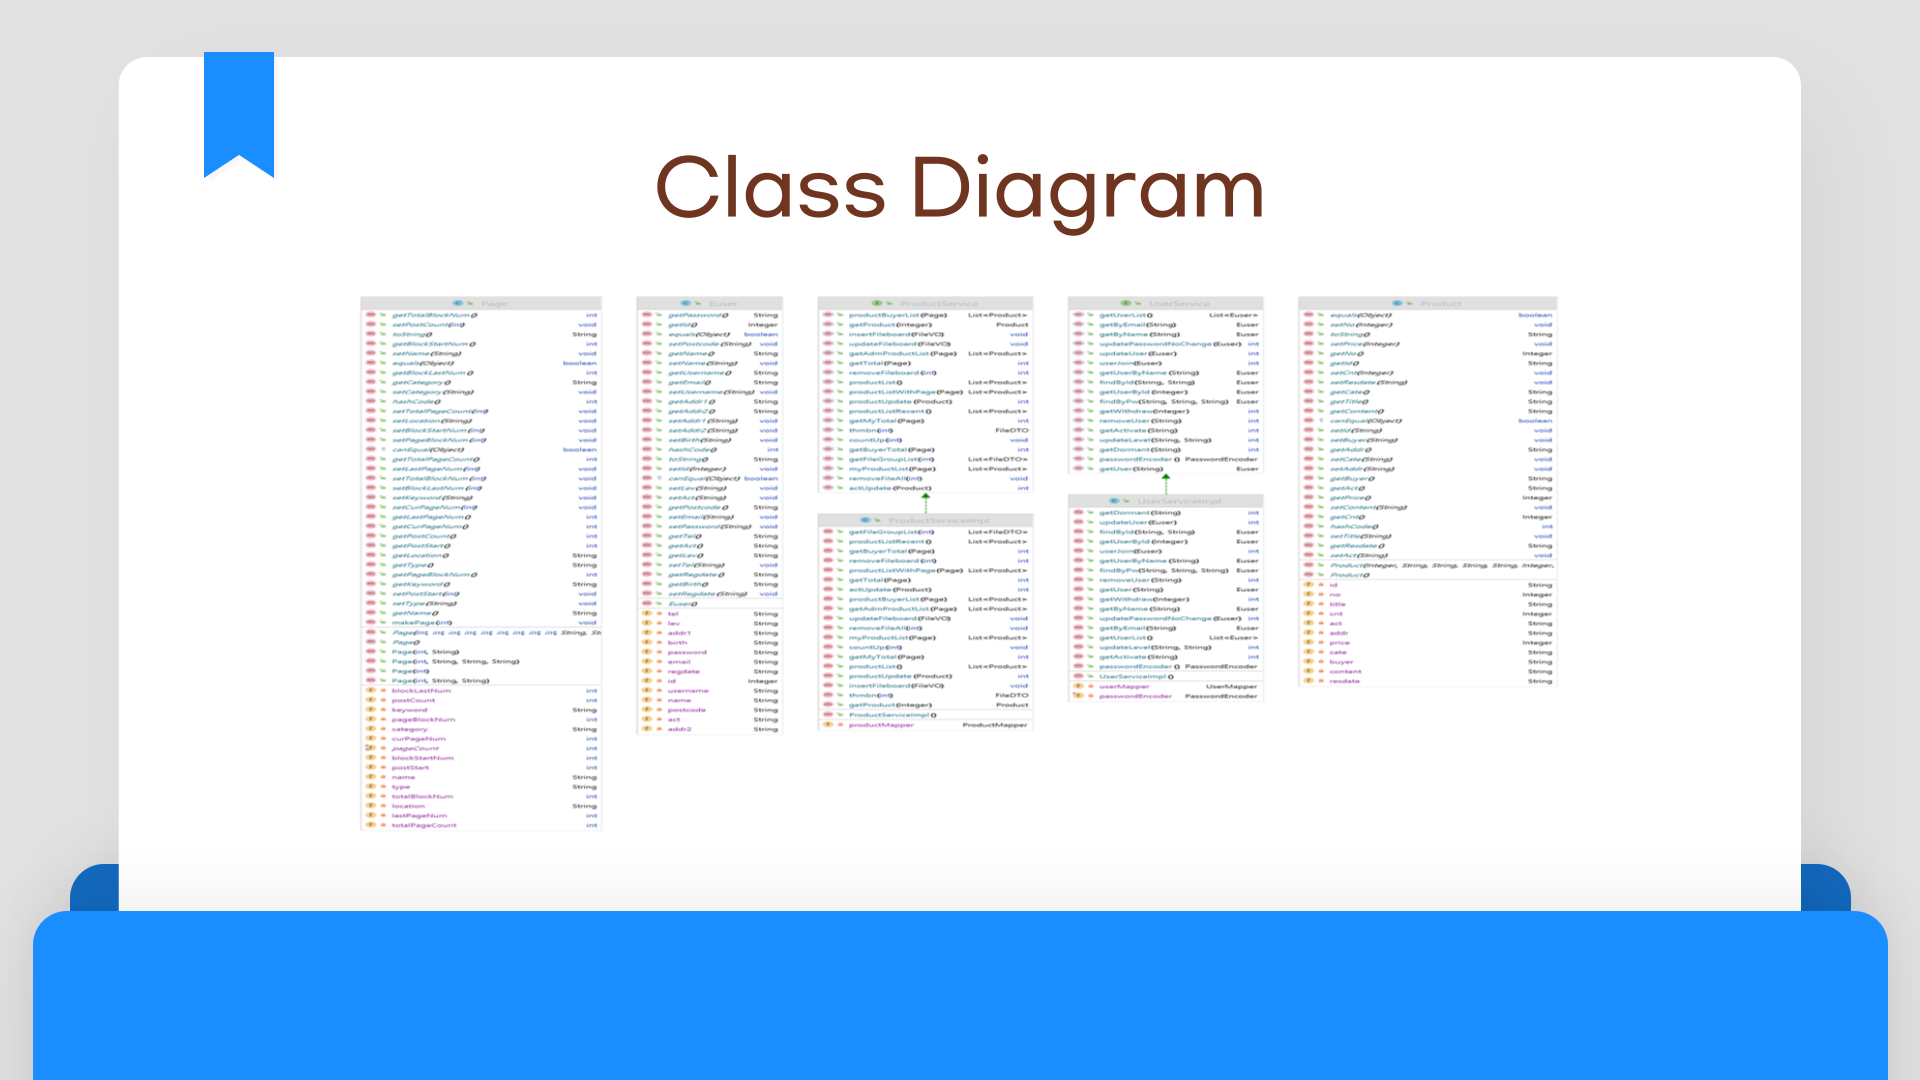 Class Diagram
Page
getTotalBlockNum() int
setPostCount(int) void
toString() String
getBlockStartNum() int
setName(String) void
equals(Object) boolean
getBlockLastNum() int
getCategory() String
setCategory(String) void
hashCode() int
setTotalPageCount(int) void
setLocation(String) void
setBlockStartNum(int) void
setPageBlockNum(int) void
canEqual(Object) boolean
getTotalPageCount() int
setLastPageNum(int) void
setTotalBlockNum(int) void
setBlockLastNum(int) void
setKeyword(String) void
setCurPageNum(int) void
getLastPageNum() int
getCurPageNum() int
getPostCount() int
getPostStart() int
getLocation() String
getType() String
getPageBlockNum() int
getKeyword() String
setPostStart(int) void
setType(String) void
getName() String
makePage(int) void
Page(int, int, int, int, int, int, int, int, int, String, St
Page()
Page(int, String)
Page(int, String, String, String)
Page(int)
Page(int, String, String)
blockLastNum int
postCount int
keyword String
pageBlockNum int
category String
curPageNum int
pageCount int
blockStartNum int
postStart int
name String
type String
totalBlockNum int
location String
lastPageNum int
totalPageCount int
Euser
getPassword() String
getId() Integer
equals(Object) boolean
setPostcode(String) void
getName() String
setName(String) void
getUsername() String
getEmail() String
setUsername(String) void
getAddr1() String
getAddr2() String
setAddr1(String) void
setAddr2(String) void
setBirth(String) void
hashCode() int
toString() String
setId(Integer) void
canEqual(Object) boolean
setLev(String) void
setAct(String) void
getPostcode() String
setEmail(String) void
setPassword(String) void
getTel() String
getAct() String
getLev() String
setTel(String) void
getRegdate() String
getBirth() String
setRegdate(String) void
Euser()
tel String
lev String
addr1 String
birth String
password String
email String
regdate String
id Integer
username String
name String
postcode String
act String
addr2 String
ProductService
productBuyerList(Page) List<Product>
getProduct(Integer) Product
insertFileboard(FileVO) void
updateFileboard(FileVO) void
getAdmProductList(Page) List<Product>
getTotal(Page) int
removeFileboard(int) void
productList() List<Product>
productListWithPage(Page) List<Product>
productUpdate(Product) int
productListRecent() List<Product>
getMyTotal(Page) int
thmbn(int) FileDTO
countUp(int) void
getBuyerTotal(Page) int
getFileGroupList(int) List<FileDTO>
myProductList(Page) List<Product>
removeFileAll(int) void
actUpdate(Product) int
ProductServiceImpl
getFileGroupList(int) List<FileDTO>
productListRecent() List<Product>
getBuyerTotal(Page) int
removeFileboard(int) void
productListWithPage(Page) List<Product>
getTotal(Page) int
actUpdate(Product) int
productBuyerList(Page) List<Product>
getAdmProductList(Page) List<Product>
updateFileboard(FileVO) void
removeFileAll(int) void
myProductList(Page) List<Product>
countUp(int) void
getMyTotal(Page) int
productList() List<Product>
productUpdate(Product) int
insertFileboard(FileVO) void
thmbn(int) FileDTO
getProduct(Integer) Product
ProductServiceImpl()
productMapper ProductMapper
UserService
getUserList() List<Euser>
getByEmail(String) Euser
getByName(String) Euser
updatePasswordNoChange(Euser) int
updateUser(Euser) int
userJoin(Euser) int
getUserByName(String) Euser
findById(String, String) Euser
getUserById(Integer) Euser
findByPw(String, String, String) Euser
getWithdraw(Integer) int
removeUser(String) int
getActivate(String) int
updateLevel(String, String) int
getDormant(String) int
passwordEncoder() PasswordEncoder
getUser(String) Euser
UserServiceImpl
getDormant(String) int
updateUser(Euser) int
findById(String, String) Euser
getUserById(Integer) Euser
userJoin(Euser) int
getUserByName(String) Euser
findByPw(String, String, String) Euser
removeUser(String) int
getUser(String) Euser
getWithdraw(Integer) int
getByName(String) Euser
updatePasswordNoChange(Euser) int
getByEmail(String) Euser
getUserList() List<Euser>
updateLevel(String, String) int
getActivate(String) int
passwordEncoder() PasswordEncoder
UserServiceImpl()
userMapper UserMapper
passwordEncoder PasswordEncoder
Product
equals(Object) boolean
setNo(Integer) void
toString() String
setPrice(Integer) void
getNo() Integer
getId() String
setCnt(Integer) void
setResdate(String) void
getCate() String
getTitle() String
getContent() String
canEqual(Object) boolean
setId(String) void
setBuyer(String) void
getAddr() String
setCate(String) void
setAddr(String) void
getBuyer() String
getAct() String
getPrice() Integer
setContent(String) void
getCnt() Integer
hashCode() int
setTitle(String) void
getResdate() String
setAct(String) void
Product(Integer, String, String, String, String, Integer,
Product()
id String
no Integer
title String
cnt Integer
act String
addr String
price Integer
cate String
buyer String
content String
resdate String